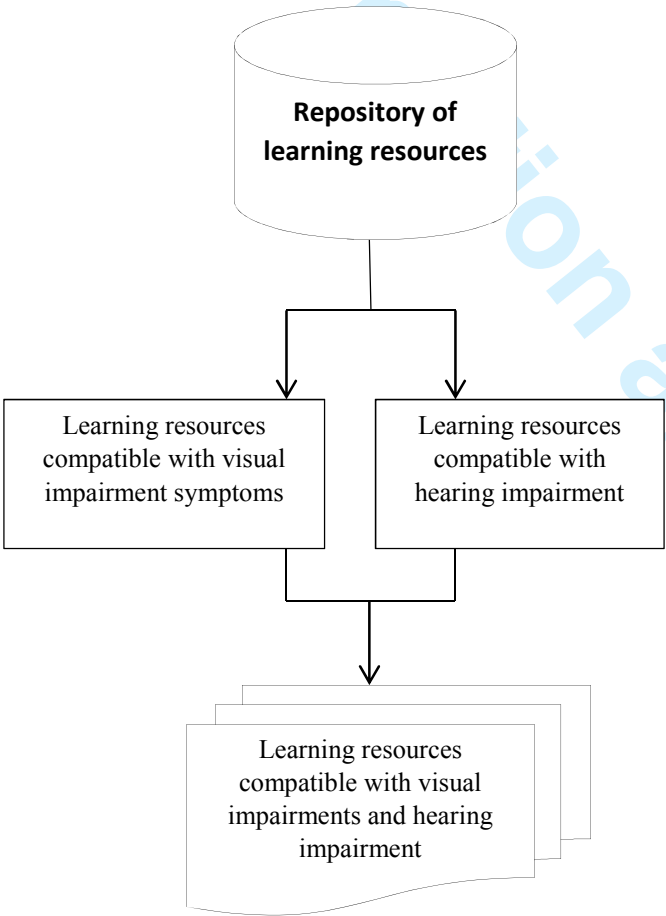 Repository of
learning resources
Learning resources
compatible with visual
impairment symptoms
Learning resources
compatible with
hearing impairment
Learning resources
compatible with visual
impairments and hearing
impairment